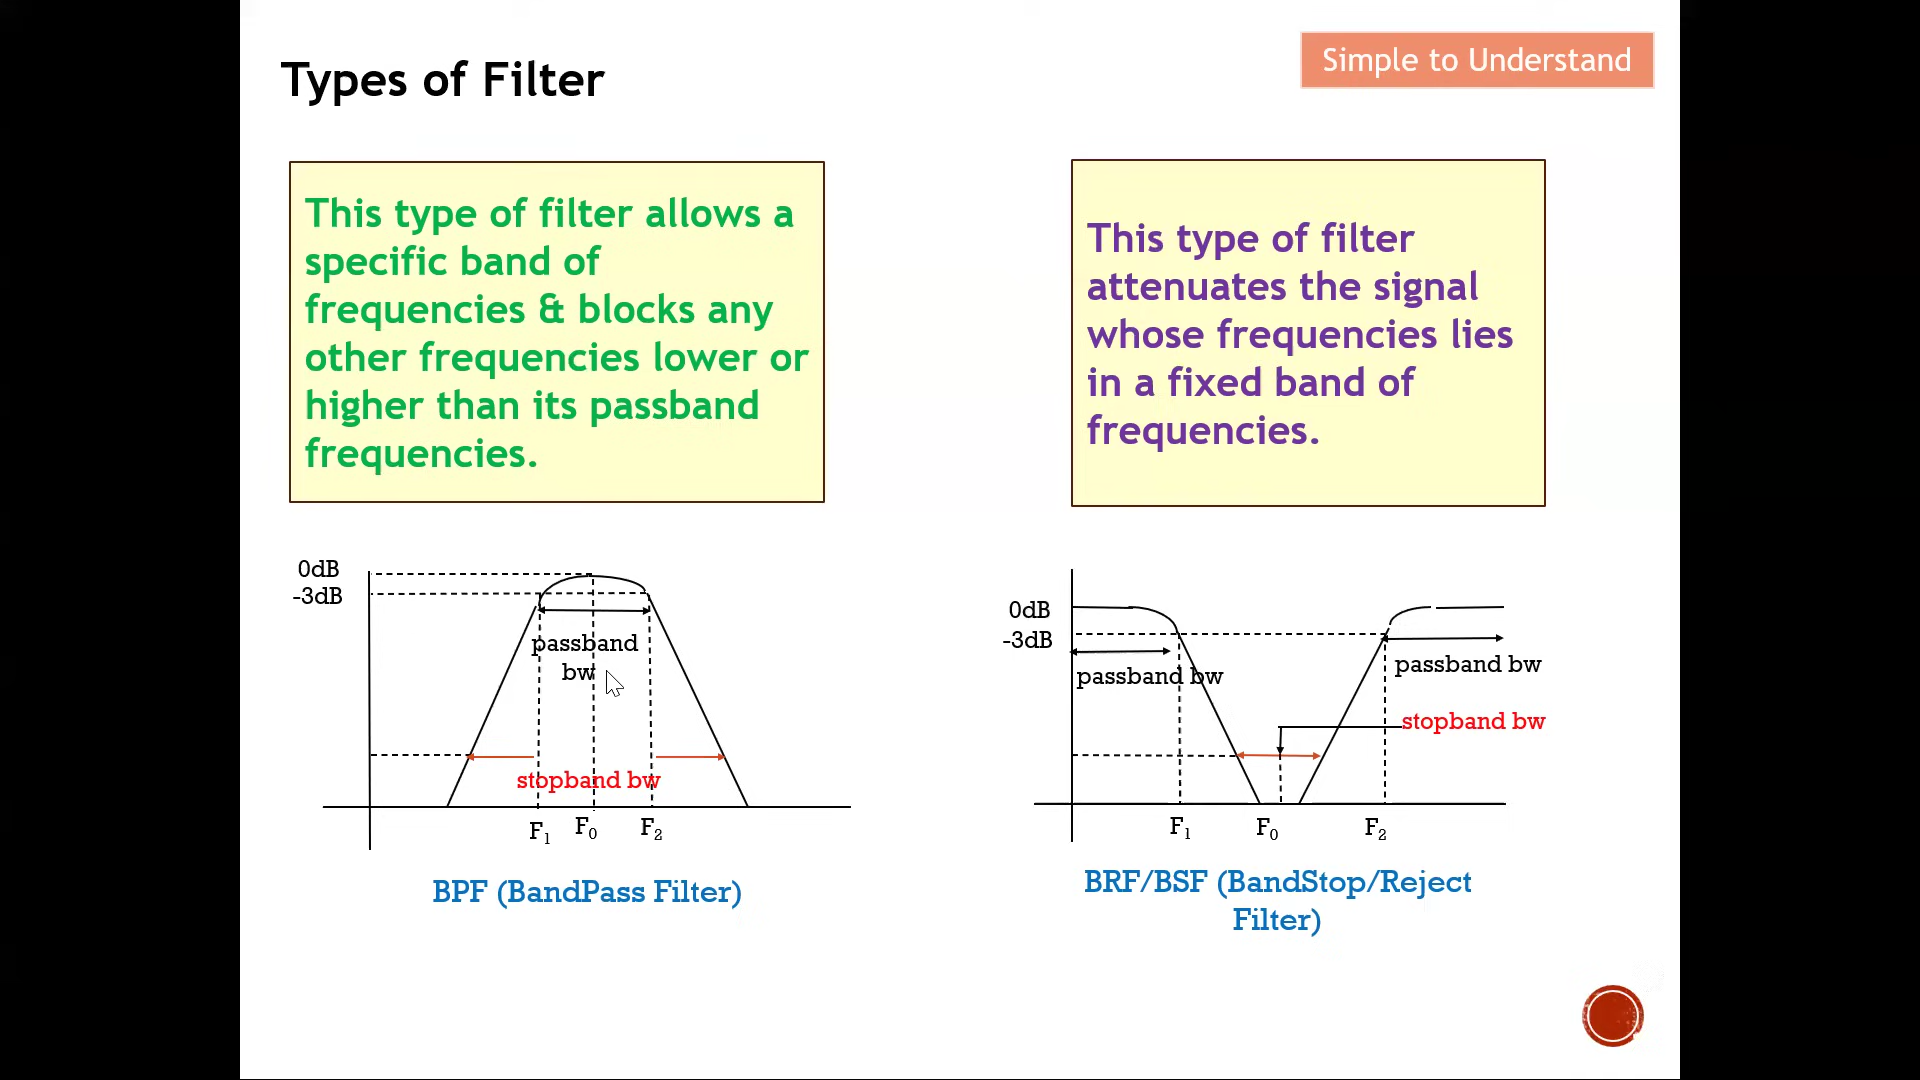 Types of Filter
Simple to Understand
This type of filter allows a
specific band of
frequencies & blocks any
other frequencies lower or
higher than its passband
frequencies.
This type of filter
attenuates the signal
whose frequencies lies
in a fixed band of
frequencies.
0dB
-3dB
passband
bw
stopband bw
F1 F0 F2
BPF (BandPass Filter)
0dB
-3dB
passband bw
passband bw
stopband bw
F1 F0 F2
BRF/BSF (BandStop/Reject
Filter)